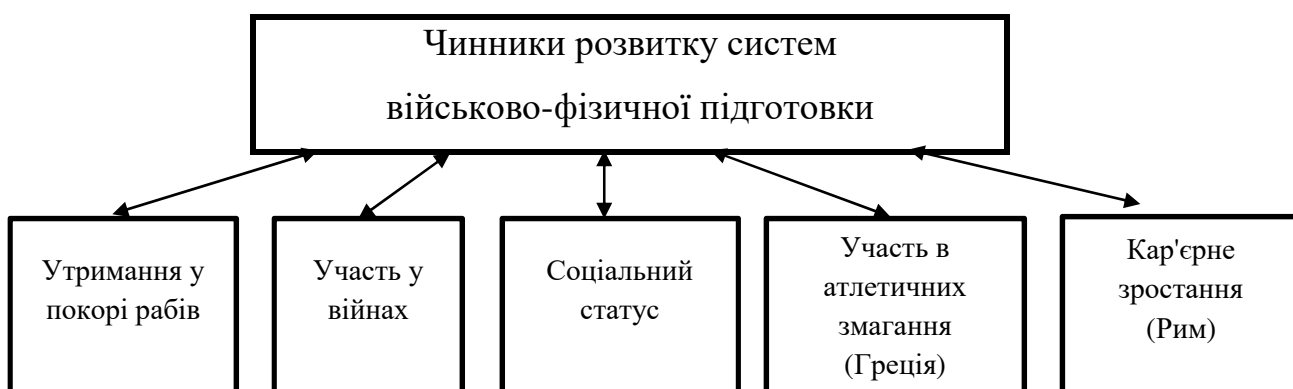 Чинники розвитку систем
військово-фізичної підготовки
Утримання у
покорі рабів
Участь у
війнах
Соціальний
статус
Участь в
атлетичних
змагання
(Греція)
Кар'єрне
зростання
(Рим)